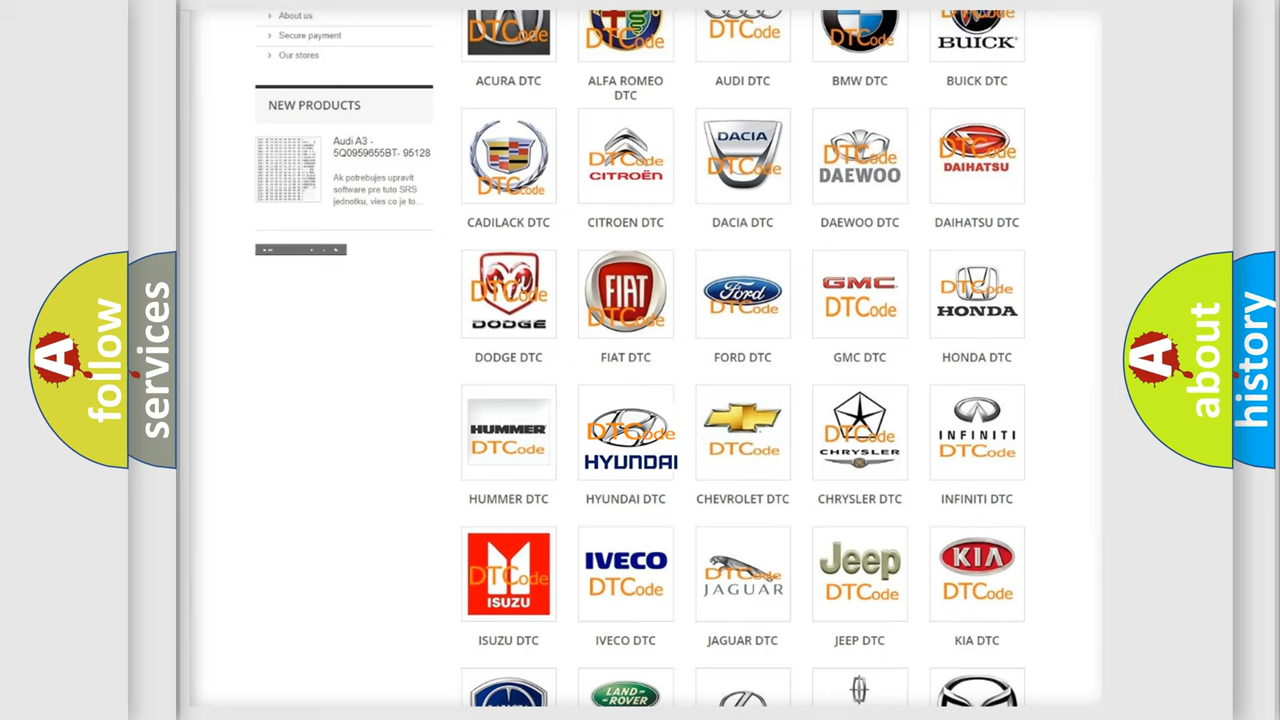 About us
Secure payment
Our stores
NEW PRODUCTS
Audi A3 -
5Q0959655BT- 95128
Ak potrebujes upravit
software pre tuto SRS
jednotku, vies co je to...
DTCode
DTCode
DTCode
DTCode
BUICK
ACURA DTC
ALFA ROMEO
DTC
AUDI DTC
BMW DTC
BUICK DTC
DTCode
DTCode
CITROËN
DACIA
DTCode
DTCode
DAEWOO
DTCode
DAIHATSU
CADILACK DTC
CITROEN DTC
DACIA DTC
DAEWOO DTC
DAIHATSU DTC
DTCode
DODGE
FIAT
DTCode
Ford
DTCode
GMC
DTCode
DTCode
HONDA
DODGE DTC
FIAT DTC
FORD DTC
GMC DTC
HONDA DTC
HUMMER
DTCode
DTCode
HYUNDAI
DTCode
DTCode
CHRYSLER
INFINITI
DTCode
HUMMER DTC
HYUNDAI DTC
CHEVROLET DTC
CHRYSLER DTC
INFINITI DTC
DTCode
ISUZU
IVECO
DTCode
DTCode
JAGUAR
Jeep
DTCode
KIA
DTCode
ISUZU DTC
IVECO DTC
JAGUAR DTC
JEEP DTC
KIA DTC
LAND-
ROVER
A
follow
services
A
about
history